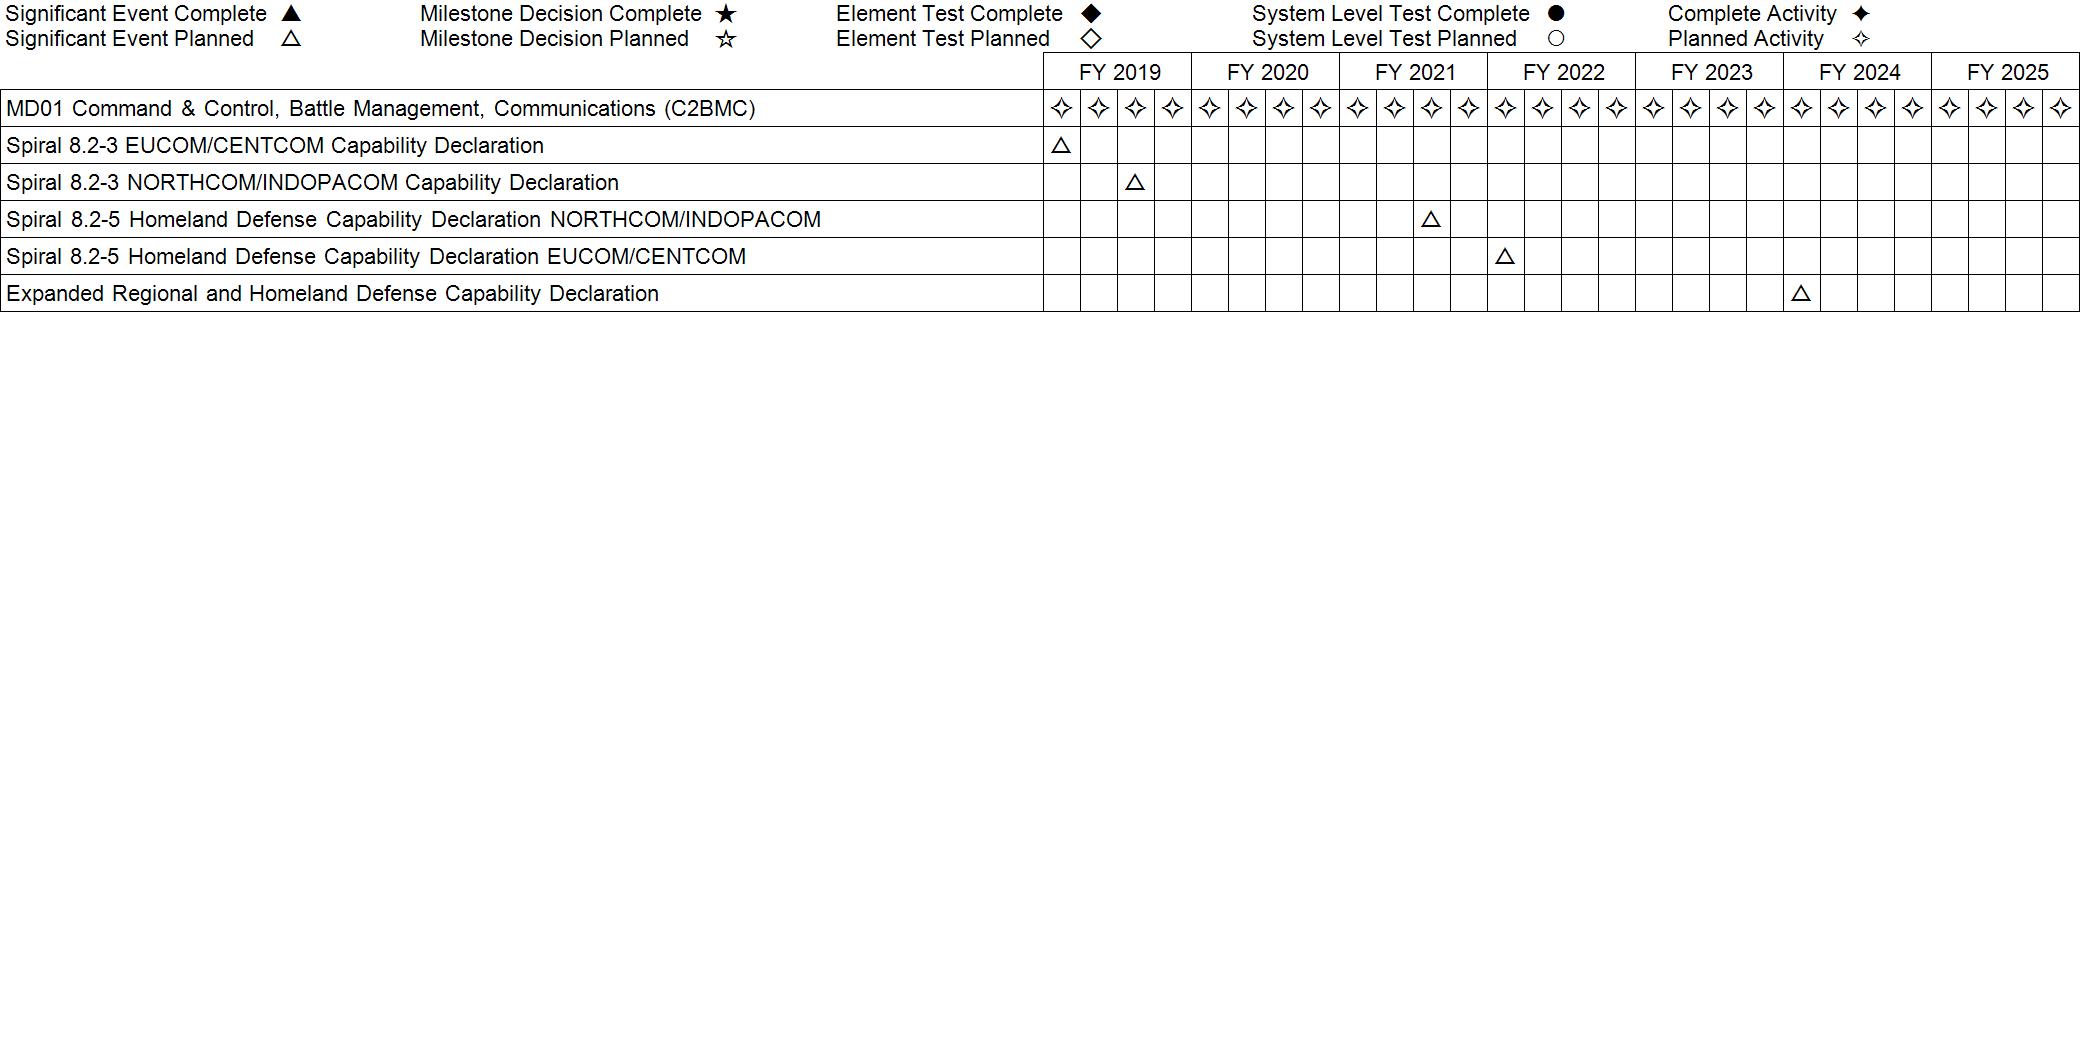 Significant Event Complete ▲ Milestone Decision Complete ★ Element Test Complete ◆ System Level Test Complete ● Complete Activity ✦
Significant Event Planned △ Milestone Decision Planned ☆ Element Test Planned ◇ System Level Test Planned ○ Planned Activity ✧
FY 2019 FY 2020 FY 2021 FY 2022 FY 2023 FY 2024 FY 2025
MD01 Command & Control, Battle Management, Communications (C2BMC) ✧ ✧ ✧ ✧ ✧ ✧ ✧ ✧ ✧ ✧ ✧ ✧ ✧ ✧ ✧ ✧ ✧ ✧ ✧ ✧ ✧ ✧ ✧ ✧ ✧ ✧ ✧ ✧
Spiral 8.2-3 EUCOM/CENTCOM Capability Declaration △
Spiral 8.2-3 NORTHCOM/INDOPACOM Capability Declaration △
Spiral 8.2-5 Homeland Defense Capability Declaration NORTHCOM/INDOPACOM △
Spiral 8.2-5 Homeland Defense Capability Declaration EUCOM/CENTCOM △
Expanded Regional and Homeland Defense Capability Declaration △